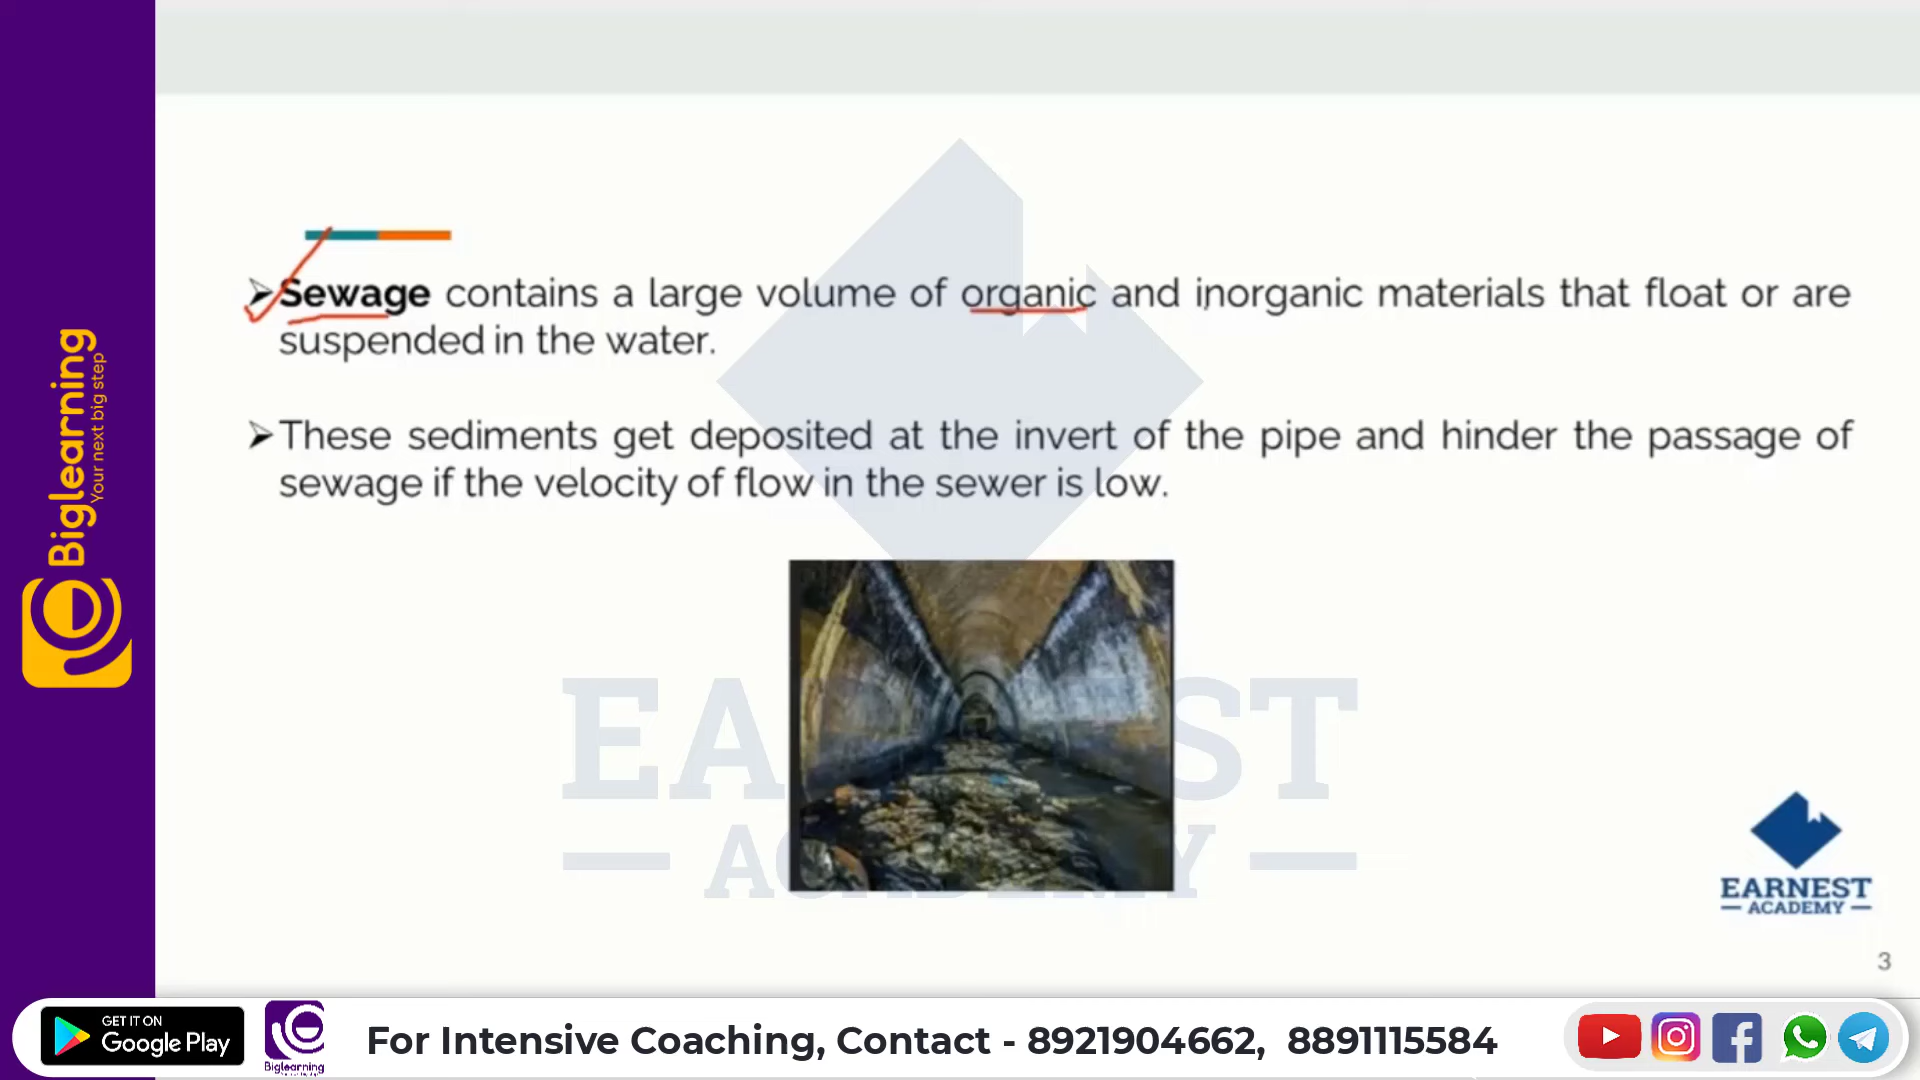 Biglearning
Your next big step
➢Sewage contains a large volume of organic and inorganic materials that float or are
suspended in the water.
➢These sediments get deposited at the invert of the pipe and hinder the passage of
sewage if the velocity of flow in the sewer is low.
EARNEST
ACADEMY
EARNEST
ACADEMY
3
GET IT ON
Google Play
Biglearning
For Intensive Coaching, Contact - 8921904662, 8891115584